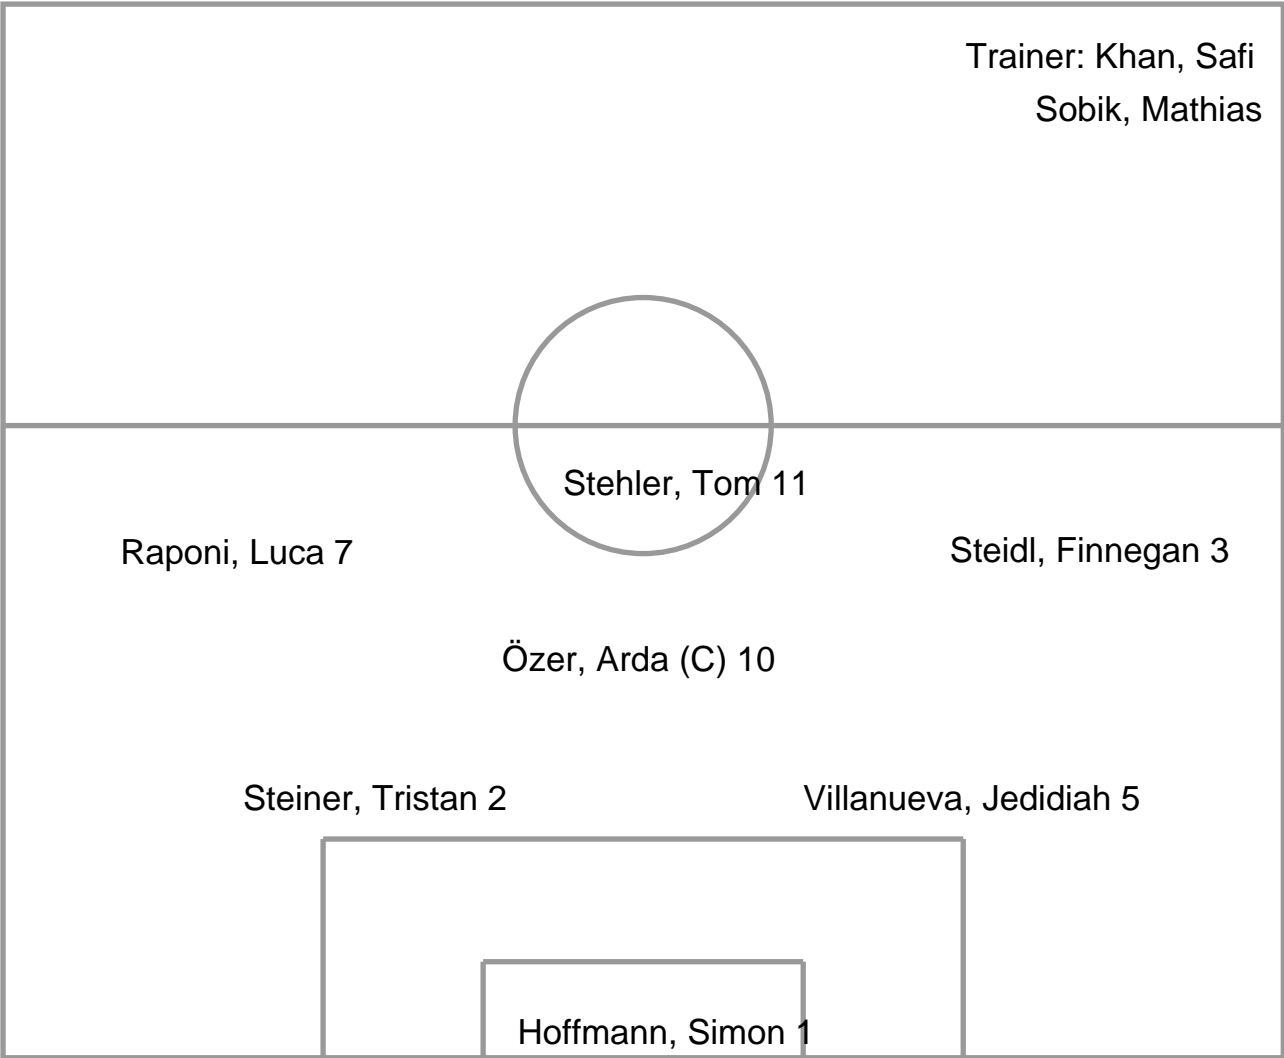 Trainer: Khan, Safi
Sobik, Mathias
Stehler, Tom 11
Raponi, Luca 7
Steidl, Finnegan 3
Özer, Arda (C) 10
Steiner, Tristan 2
Villanueva, Jedidiah 5
Hoffmann, Simon 1